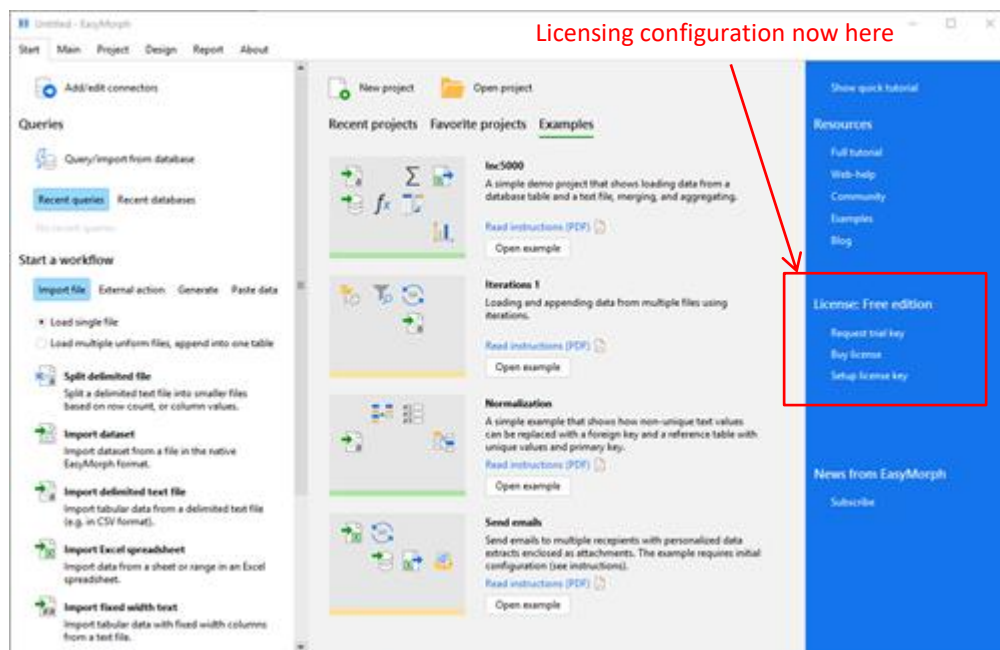 Untitled - EasyMorph
Licensing configuration now here
Start Main Project Design Report About
Add/edit connectors
Queries
Query/import from database
Recent queries Recent databases
No recent queries
Start a workflow
Import file External action Generate Paste data
Load single file
Load multiple uniform files, append into one table
Split delimited file
Split a delimited text file into smaller files
based on row count, or column values.
Import dataset
Import dataset from a file in the native
EasyMorph format.
Import delimited text file
Import tabular data from a delimited text file
(e.g. in CSV format).
Import Excel spreadsheet
Import data from a sheet or range in an Excel
spreadsheet.
Import fixed width text
Import tabular data with fixed width columns
from a text file.
New project Open project
Recent projects Favorite projects Examples
Inc5000
A simple demo project that shows loading data from a
database table and a text file, merging, and aggregating.
Read instructions (PDF)
Open example
Iterations 1
Loading and appending data from multiple files using
iterations.
Read instructions (PDF)
Open example
Normalization
A simple example that shows how non-unique text values
can be replaced with a foreign key and a reference table with
unique values and primary key.
Read instructions (PDF)
Open example
Send emails
Send emails to multiple recepients with personalized data
extracts enclosed as attachments. The example requires initial
configuration (see instructions).
Read instructions (PDF)
Open example
Show quick tutorial
Resources
Full tutorial
Web-help
Community
Examples
Blog
License: Free edition
Request trial key
Buy license
Setup license key
News from EasyMorph
Subscribe